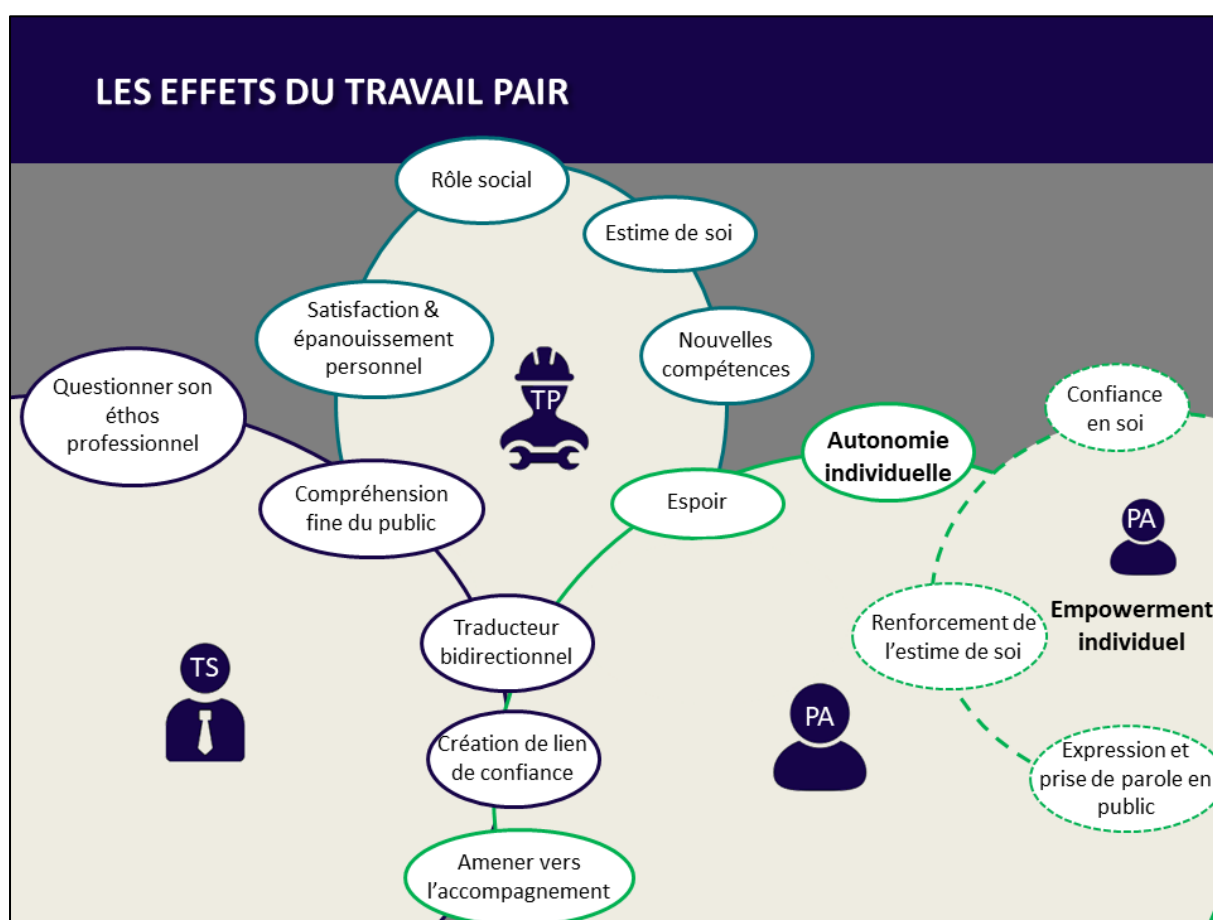 LES EFFETS DU TRAVAIL PAIR
Rôle social
Estime de soi
Satisfaction &
épanouissement
personnel
Nouvelles
compétences
TP
Questionner son
éthos
professionnel
Confiance
en soi
Autonomie
individuelle
Compréhension
fine du public
Espoir
PA
Empowerment
individuel
Renforcement de
l'estime de soi
Traducteur
bidirectionnel
TS
PA
Création de lien
de confiance
Expression et
prise de parole en
public
Amener vers
l'accompagnement